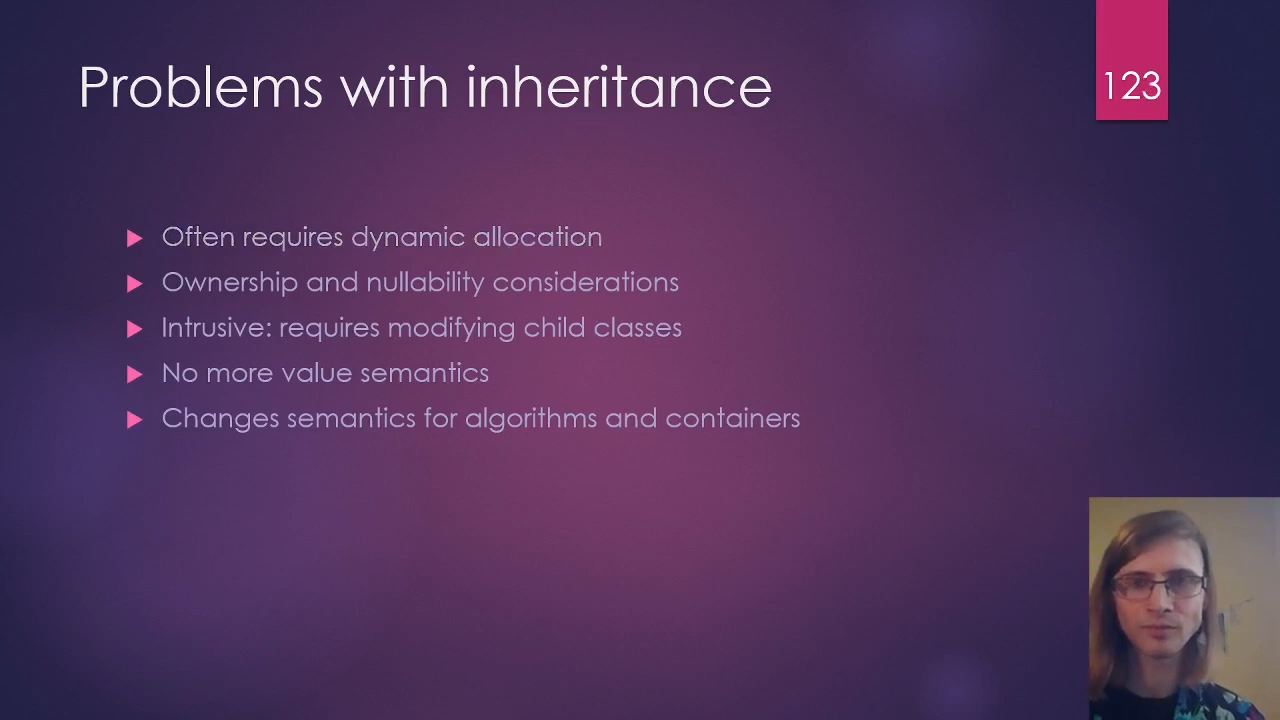 Problems with inheritance
123
Often requires dynamic allocation
Ownership and nullability considerations
Intrusive: requires modifying child classes
No more value semantics
Changes semantics for algorithms and containers